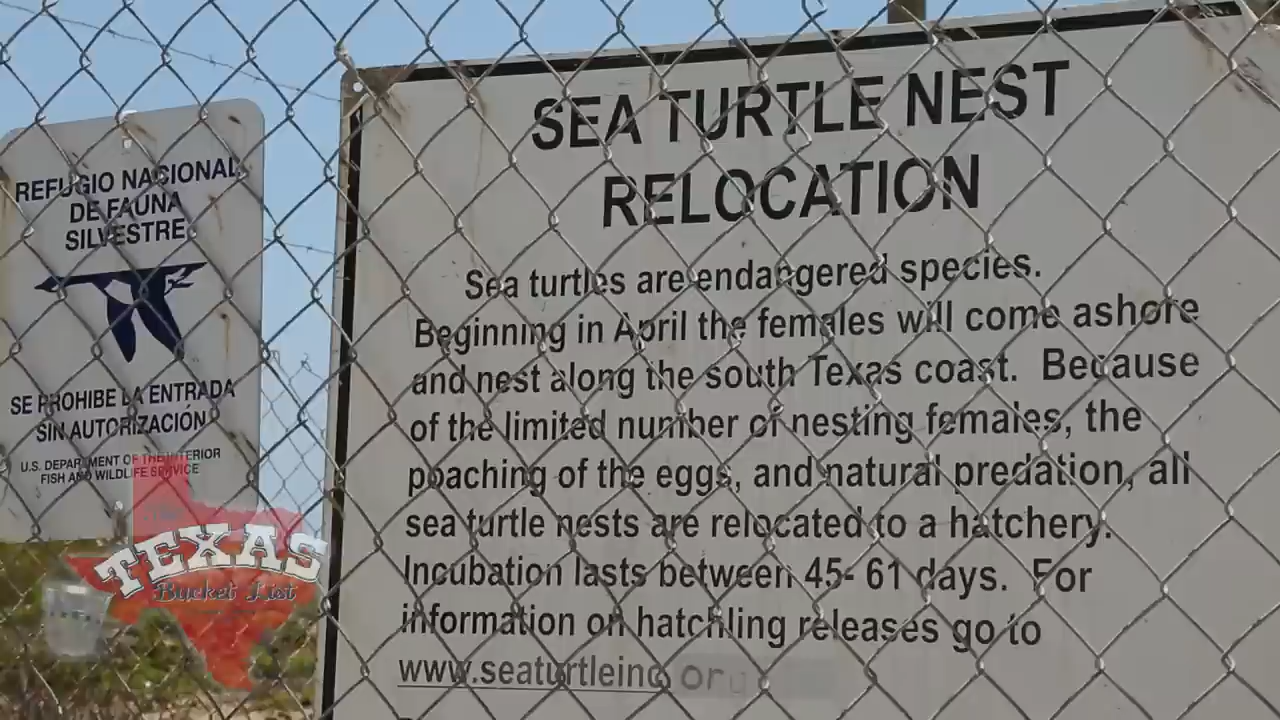 REFUGIO NACIONAL
DE FAUNA
SILVESTRE
SE PROHIBE LA ENTRADA
SIN AUTORIZACIÓN
U.S. DEPARTMENT OF THE INTERIOR
FISH AND WILDLIFE SERVICE
The
TEXAS
Bucket List
SEA TURTLE NEST
RELOCATION
Sea turtles are endangered species.
Beginning in April the females will come ashore
and nest along the south Texas coast. Because
of the limited number of nesting females, the
poaching of the eggs, and natural predation, all
sea turtle nests are relocated to a hatchery.
Incubation lasts between 45- 61 days. For
information on hatchling releases go to
www.seaturtleinc.org